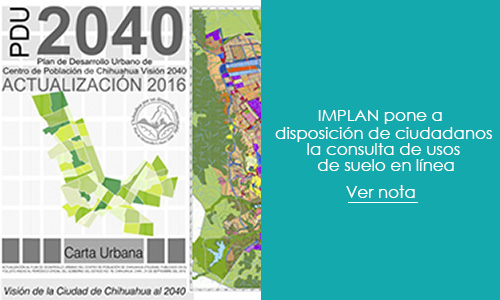 PDU 2040
Plan de Desarrollo Urbano de
Centro de Población de Chihuahua Visión 2040
ACTUALIZACIÓN 2016
Carta Urbana
Visión de la Ciudad de Chihuahua al 2040
IMPLAN pone a
disposición de ciudadanos
la consulta de usos
de suelo en línea
Ver nota